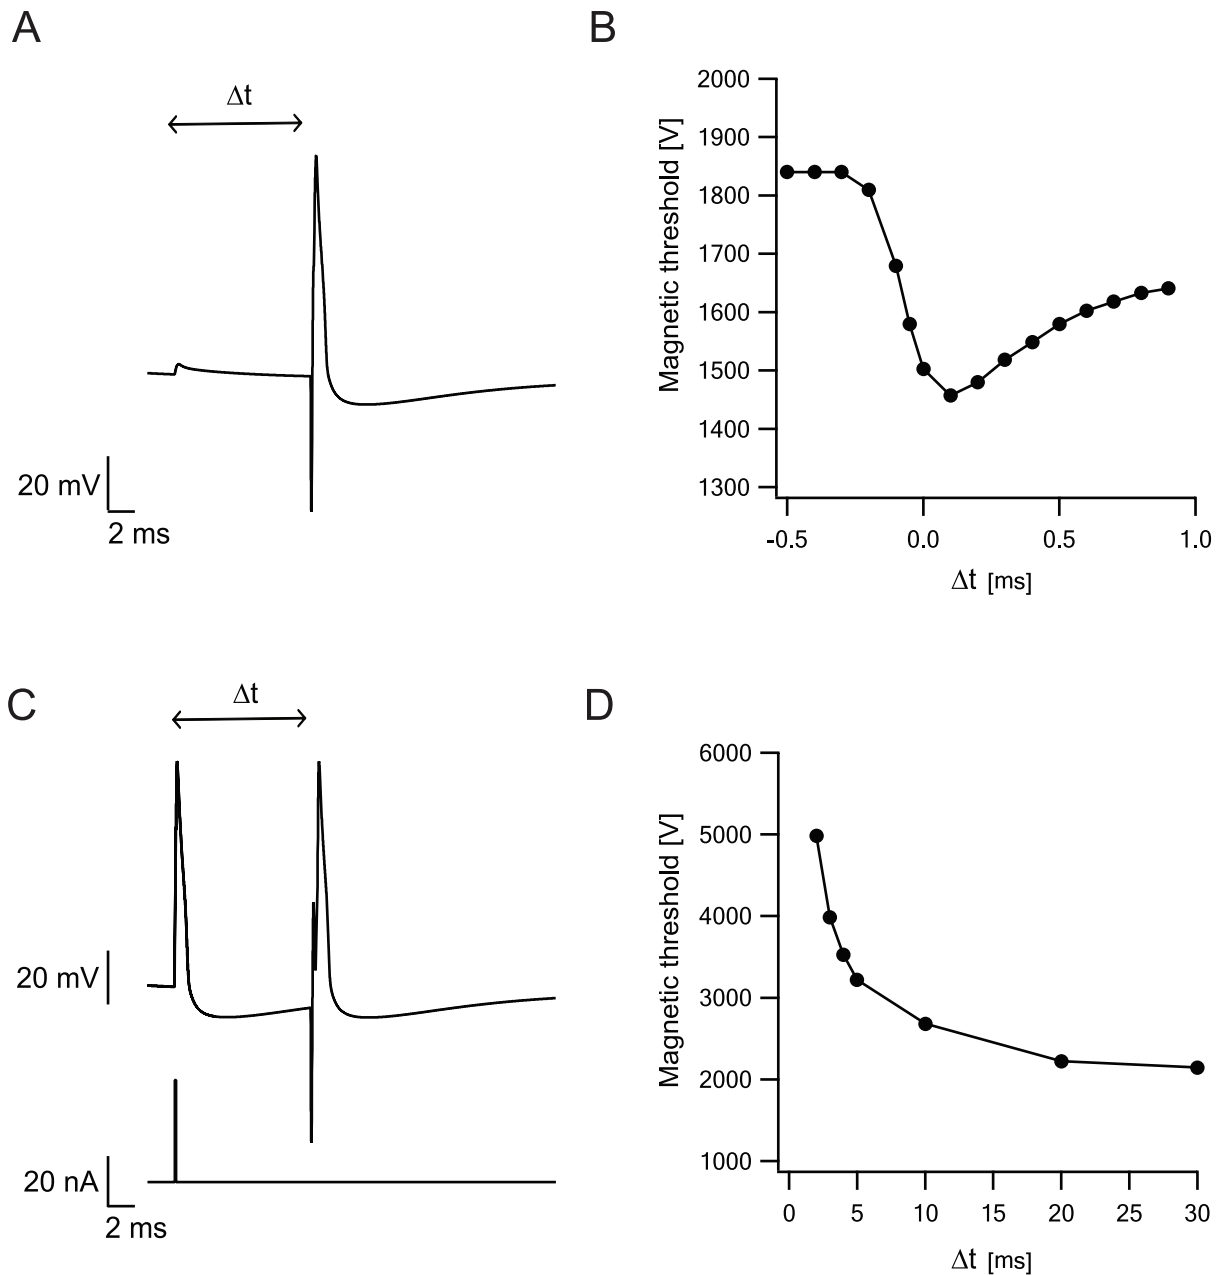 A
Δt
20 mV
2 ms
B
Magnetic threshold [V]
2000
1900
1800
1700
1600
1500
1400
1300
-0.5
0.0
0.5
1.0
Δt [ms]
C
Δt
20 mV
20 nA
2 ms
D
Magnetic threshold [V]
6000
5000
4000
3000
2000
1000
0
5
10
15
20
25
30
Δt [ms]